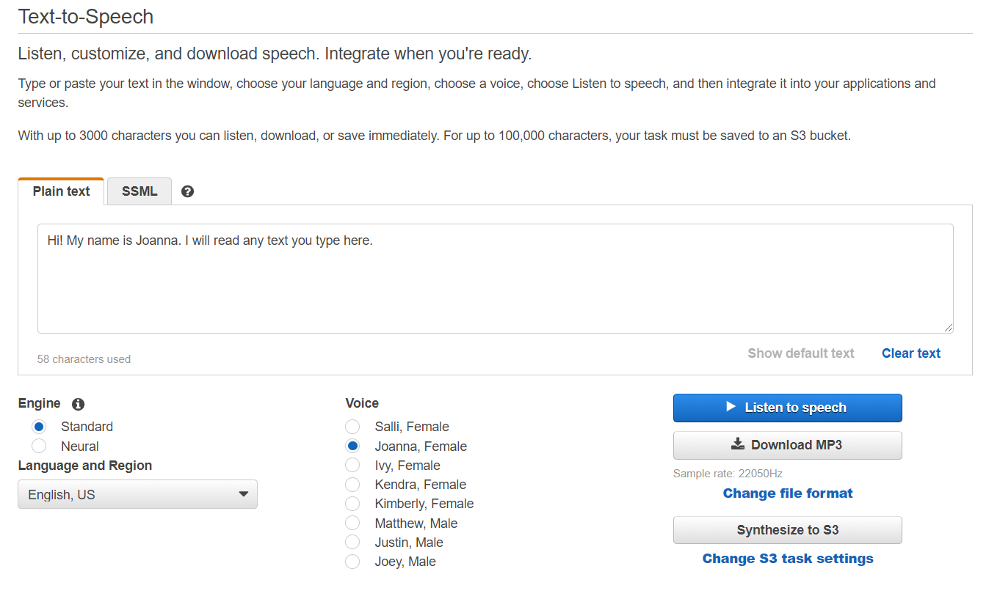 Text-to-Speech
Listen, customize, and download speech. Integrate when you're ready.
Type or paste your text in the window, choose your language and region, choose a voice, choose Listen to speech, and then integrate it into your applications and
services.
With up to 3000 characters you can listen, download, or save immediately. For up to 100,000 characters, your task must be saved to an S3 bucket.
Plain text
SSML
Hi! My name is Joanna. I will read any text you type here.
58 characters used
Show default text
Clear text
Engine
Standard
Neural
Language and Region
English, US
Voice
Salli, Female
Joanna, Female
Ivy, Female
Kendra, Female
Kimberly, Female
Matthew, Male
Justin, Male
Joey, Male
Listen to speech
Download MP3
Sample rate: 22050Hz
Change file format
Synthesize to S3
Change S3 task settings